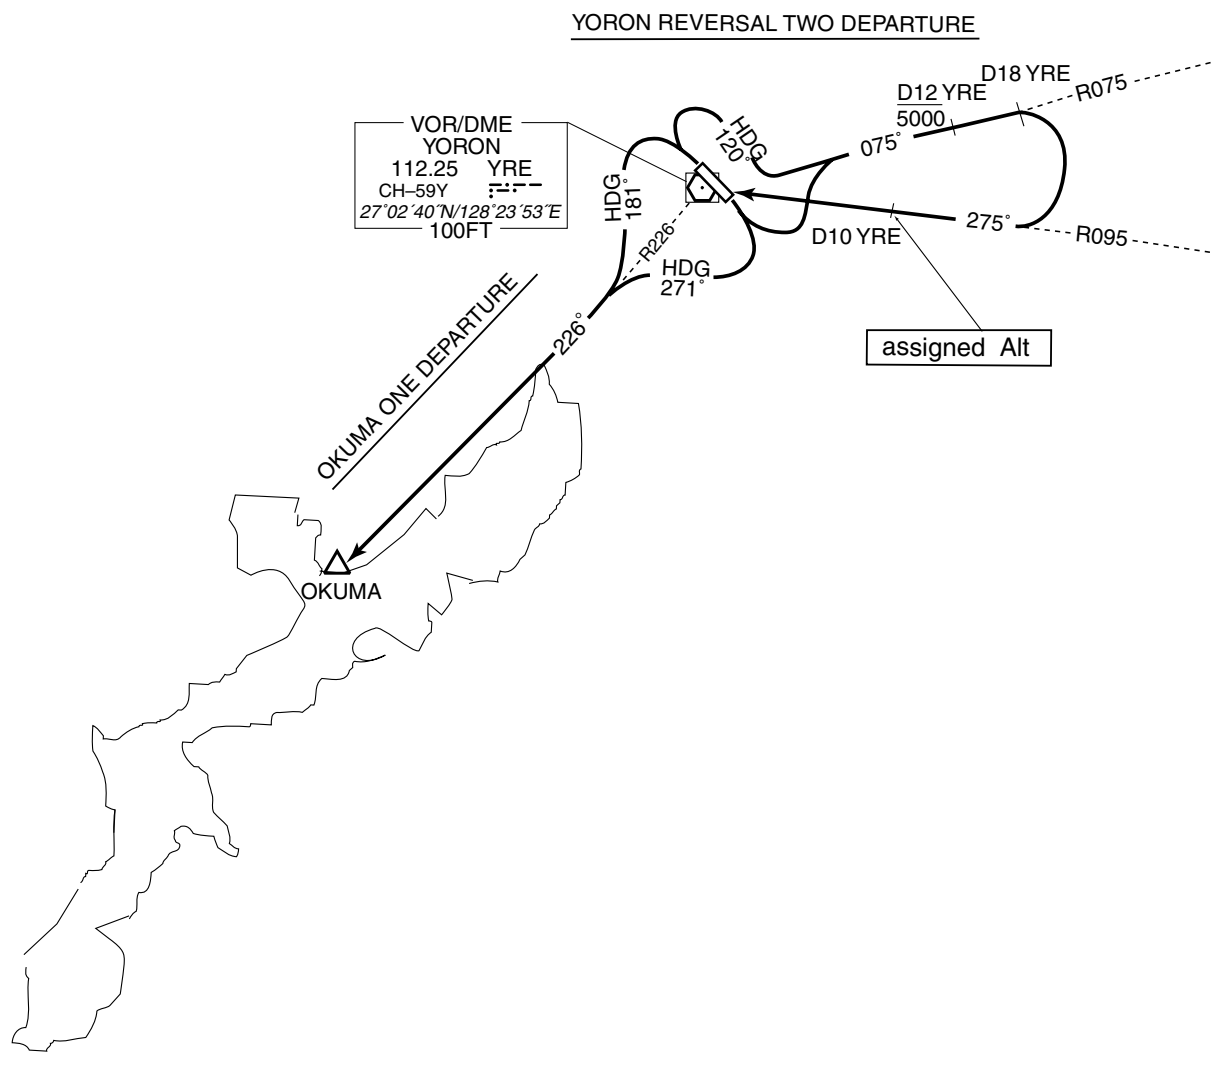 YORON REVERSAL TWO DEPARTURE
D18 YRE
R075
D12 YRE
5000
075°
HDG
120°
VOR/DME
YORON
112.25 YRE
CH–59Y
27°02´40˝N/128°23´53˝E
100FT
HDG
181°
R226
HDG
271°
D10 YRE
275°
R095
assigned Alt
226°
OKUMA ONE DEPARTURE
OKUMA